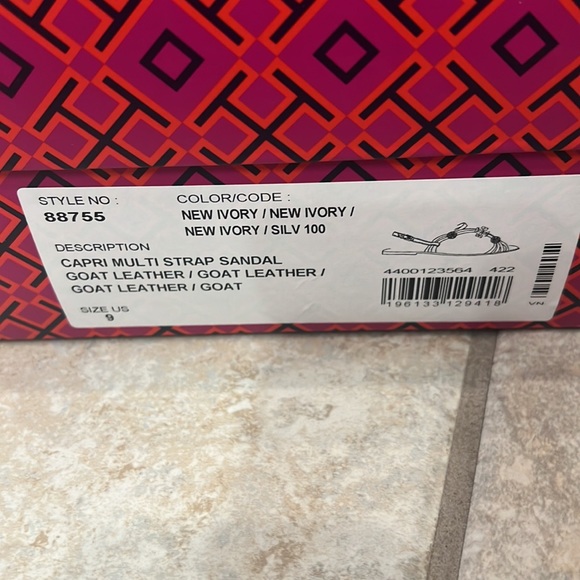 STYLE NO :
88755
COLOR/CODE :
NEW IVORY / NEW IVORY /
NEW IVORY / SILV 100
DESCRIPTION
CAPRI MULTI STRAP SANDAL
GOAT LEATHER / GOAT LEATHER /
GOAT LEATHER / GOAT
SIZE US
9
4400123564 422
196133 129418
VN